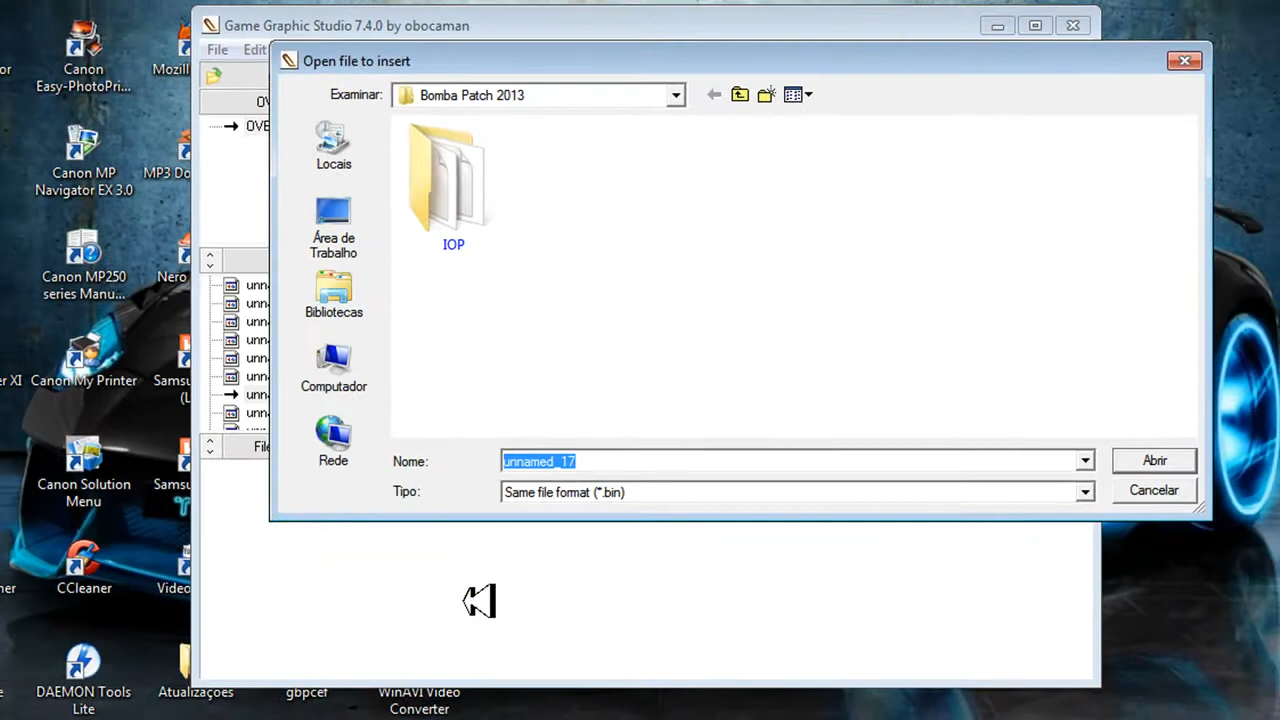 Game Graphic Studio 7.4.0 by obocaman
File Edit
Open file to insert
Examinar: Bomba Patch 2013
Locais
Área de
Trabalho
Bibliotecas
Computador
Rede
IOP
Nome: unnamed_17
Tipo: Same file format (*.bin)
Abrir
Cancelar
OVE
unn
unn
unn
unn
unn
unn
unn
unn
File
Canon
Easy-PhotoPri...
Mozill
Canon MP
Navigator EX 3.0
MP3 Do
Canon MP250
series Manu...
Nero
er XI
Canon My Printer
Samsu
(L
Canon Solution
Menu
Samsu
ner
CCleaner
Video
DAEMON Tools
Lite
Atualizações
gbpcef
WinAVI Video
Converter